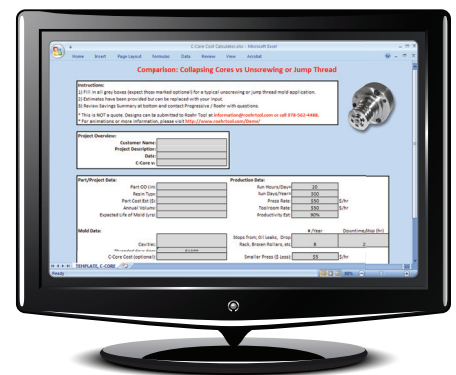 C-Core Cost Calculator.xlsx - Microsoft Excel
Home Insert Page Layout Formulas Data Review View Acrobat
Comparison: Collapsing Cores vs Unscrewing or Jump Thread
Instructions:
1) Fill in all grey boxes (expect those marked optional) for a typical unscrewing or jump thread mold application.
2) Estimates have been provided but can be replaced with your input.
3) Review Savings Summary at bottom and contact Progressive / Roehr with questions.
* This is NOT a quote. Designs can be submitted to Roehr Tool at information@roehrtool.com or call 978-562-4488.
* For animations or more information, please visit http://www.roehrtool.com/Demo/
Project Overview:
Customer Name:
Project Description:
Date:
C-Core #:
Part/Project Data:
Part OD (in)
Resin Type
Part Cost Est ($)
Annual Volume
Expected Life of Mold (yrs)
Production Data:
Run Hours/Day= 20
Run Days/Year= 300
Press Rate $50 $/hr
Toolroom Rate $50 $/hr
Productivity Est: 90%
Mold Data:
Cavities:
C-Core Cost (optional)
#/Year Downtime/Stop (hr)
Stops from; Oil Leaks, Drop
Rack, Broken Rollers, etc 6 2
Smaller Press ($ Less): $5 $/hr
TEMPLATE, C-CORE
Ready